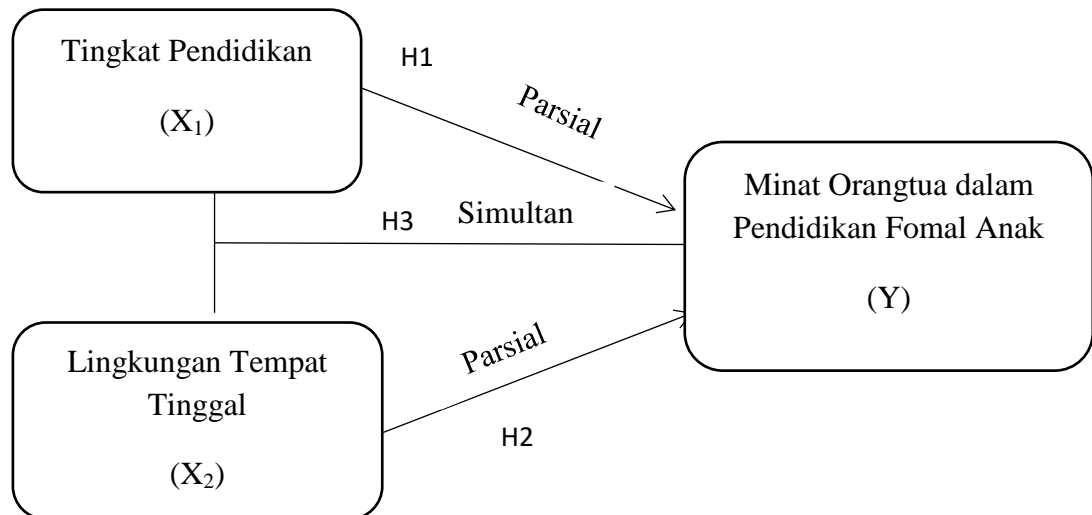 Tingkat Pendidikan
(X₁)
H1
Parsial
Minat Orangtua dalam
Pendidikan Fomal Anak
(Y)
H3
Simultan
Lingkungan Tempat
Tinggal
(X₂)
Parsial
H2